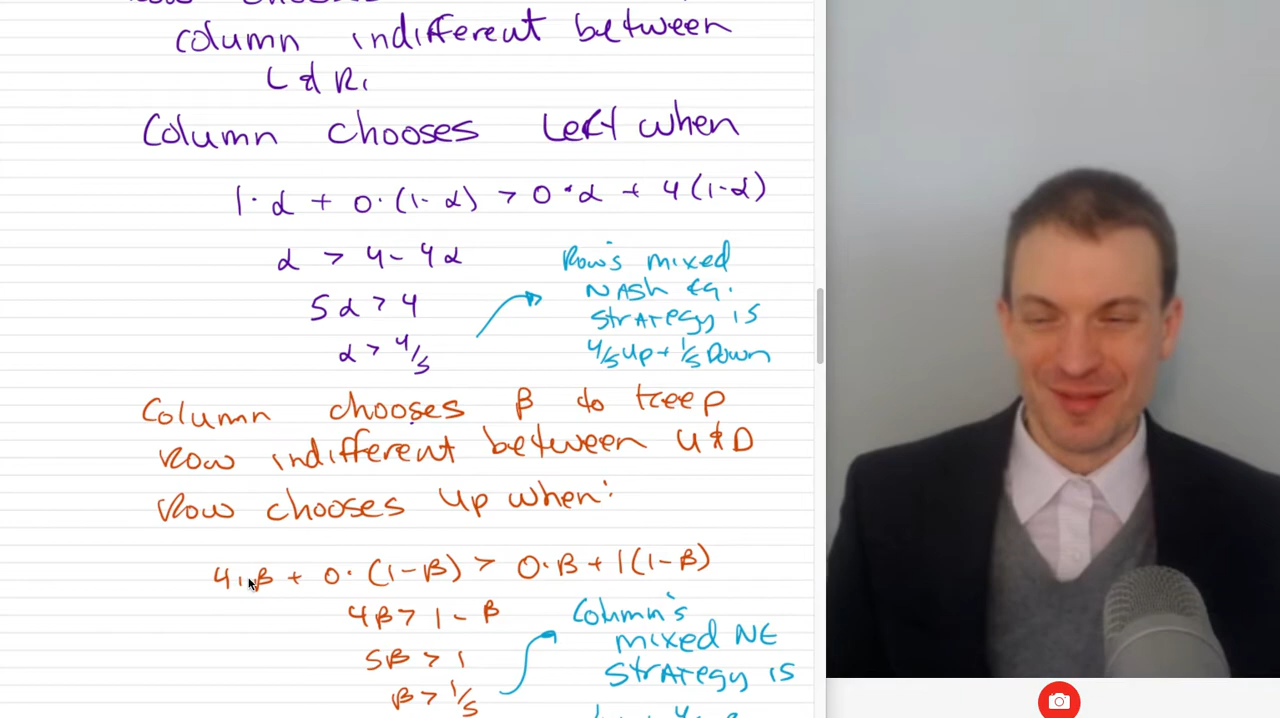 column indifferent between
L & R.
Column chooses Left when
1·α + 0·(1-α) > 0·α + 4(1-α)
α > 4-4α
5α > 4
α > 4/5
Row's mixed
NASH Eq.
Strategy is
4/5 Up + 1/5 Down
Column chooses β to keep
Row indifferent between U & D
Row chooses Up when:
4·β + 0·(1-β) > 0·β + 1(1-β)
4β > 1-β
5β > 1
β > 1/5
Column's
mixed NE
Strategy is